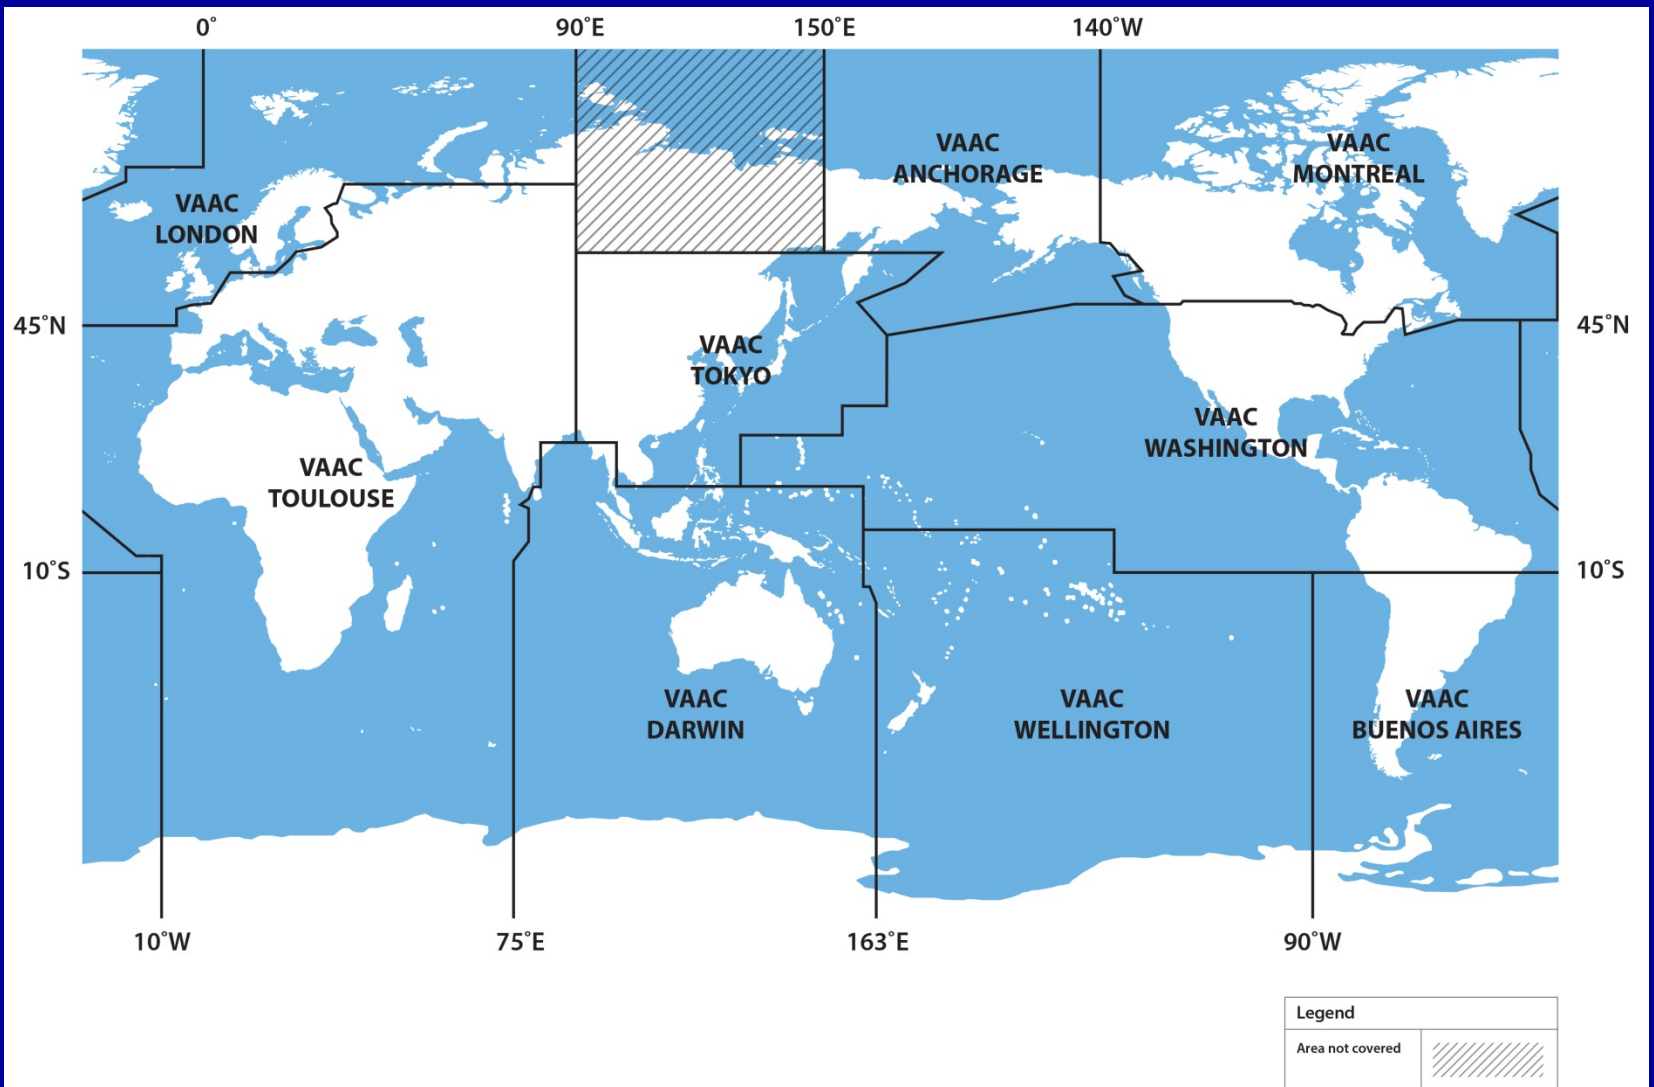 0˚
90˚E
150˚E
140˚W
VAAC
ANCHORAGE
VAAC
MONTREAL
VAAC
LONDON
45˚N
45˚N
VAAC
TOKYO
VAAC
WASHINGTON
VAAC
TOULOUSE
10˚S
10˚S
VAAC
DARWIN
VAAC
WELLINGTON
VAAC
BUENOS AIRES
10˚W
75˚E
163˚E
90˚W
Legend
Area not covered